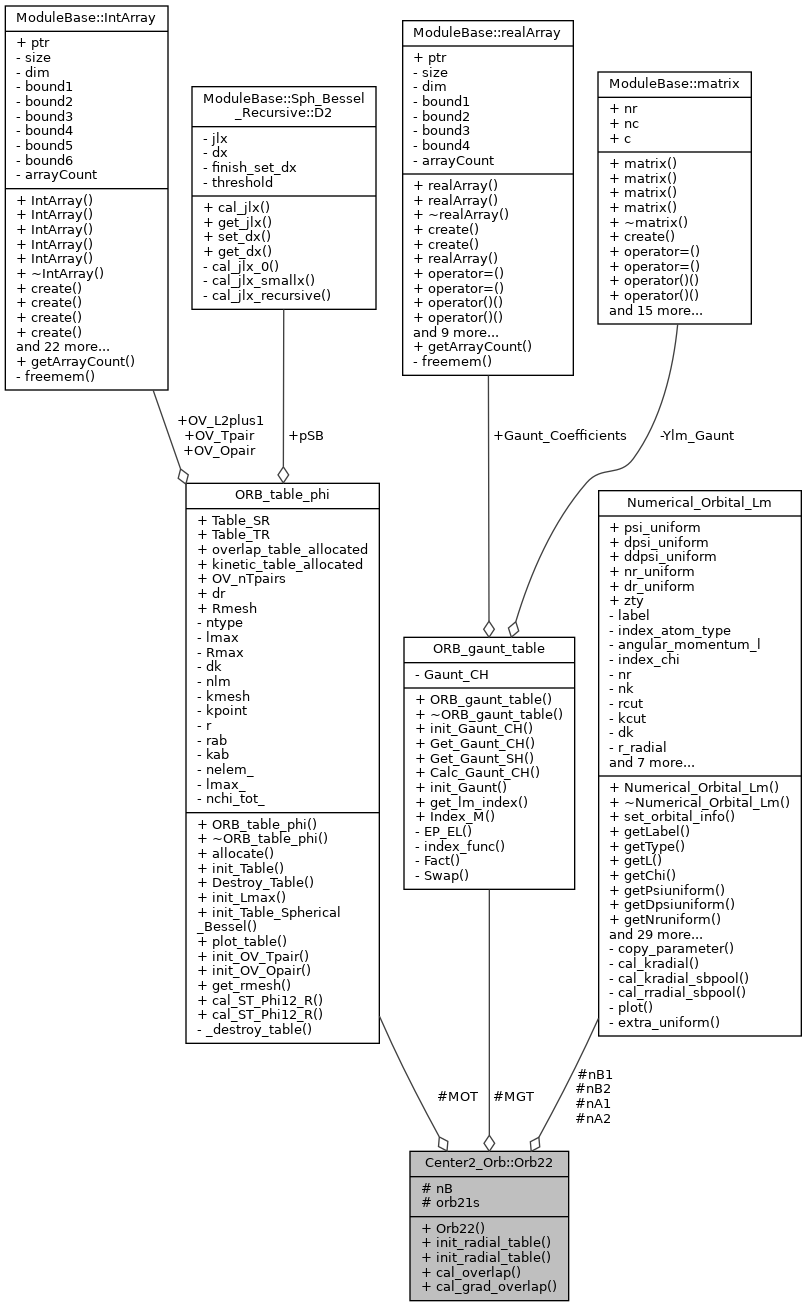 ModuleBase::IntArray
+ ptr
- size
- dim
- bound1
- bound2
- bound3
- bound4
- bound5
- bound6
- arrayCount
+ IntArray()
+ IntArray()
+ IntArray()
+ IntArray()
+ IntArray()
+ ~IntArray()
+ create()
+ create()
+ create()
+ create()
and 22 more...
+ getArrayCount()
- freemem()
ModuleBase::Sph_Bessel
_Recursive::D2
- jlx
- dx
- finish_set_dx
- threshold
+ cal_jlx()
+ get_jlx()
+ set_dx()
+ get_dx()
- cal_jlx_0()
- cal_jlx_smallx()
- cal_jlx_recursive()
ModuleBase::realArray
+ ptr
- size
- dim
- bound1
- bound2
- bound3
- bound4
- arrayCount
+ realArray()
+ realArray()
+ ~realArray()
+ create()
+ create()
+ realArray()
+ operator=()
+ operator=()
+ operator()()
+ operator()()
and 9 more...
+ getArrayCount()
- freemem()
ModuleBase::matrix
+ nr
+ nc
+ c
+ matrix()
+ matrix()
+ matrix()
+ matrix()
+ ~matrix()
+ create()
+ operator=()
+ operator=()
+ operator()()
+ operator()()
and 15 more...
+OV_L2plus1
+OV_Tpair
+OV_Opair
+pSB
+Gaunt_Coefficients
-Ylm_Gaunt
ORB_table_phi
+ Table_SR
+ Table_TR
+ overlap_table_allocated
+ kinetic_table_allocated
+ OV_nTpairs
+ dr
+ Rmesh
- ntype
- lmax
- Rmax
- dk
- nlm
- kmesh
- kpoint
- r
- rab
- kab
- nelem_
- lmax_
- nchi_tot_
+ ORB_table_phi()
+ ~ORB_table_phi()
+ allocate()
+ init_Table()
+ Destroy_Table()
+ init_Lmax()
+ init_Table_Spherical
_Bessel()
+ plot_table()
+ init_OV_Tpair()
+ init_OV_Opair()
+ get_rmesh()
+ cal_ST_Phi12_R()
+ cal_ST_Phi12_R()
- _destroy_table()
ORB_gaunt_table
- Gaunt_CH
+ ORB_gaunt_table()
+ ~ORB_gaunt_table()
+ init_Gaunt_CH()
+ Get_Gaunt_CH()
+ Get_Gaunt_SH()
+ Calc_Gaunt_CH()
+ init_Gaunt()
+ get_lm_index()
+ Index_M()
- EP_EL()
- index_func()
- Fact()
- Swap()
Numerical_Orbital_Lm
+ psi_uniform
+ dpsi_uniform
+ ddpsi_uniform
+ nr_uniform
+ dr_uniform
+ zty
- label
- index_atom_type
- angular_momentum_l
- index_chi
- nr
- nk
- rcut
- kcut
- dk
- r_radial
and 7 more...
+ Numerical_Orbital_Lm()
+ ~Numerical_Orbital_Lm()
+ set_orbital_info()
+ getLabel()
+ getType()
+ getL()
+ getChi()
+ getPsiuniform()
+ getDpsiuniform()
+ getNruniform()
and 29 more...
- copy_parameter()
- cal_kradial()
- cal_kradial_sbpool()
- cal_rradial_sbpool()
- plot()
- extra_uniform()
#MOT
#MGT
#nB1
#nB2
#nA1
#nA2
Center2_Orb::Orb22
# nB
# orb21s
+ Orb22()
+ init_radial_table()
+ init_radial_table()
+ cal_overlap()
+ cal_grad_overlap()